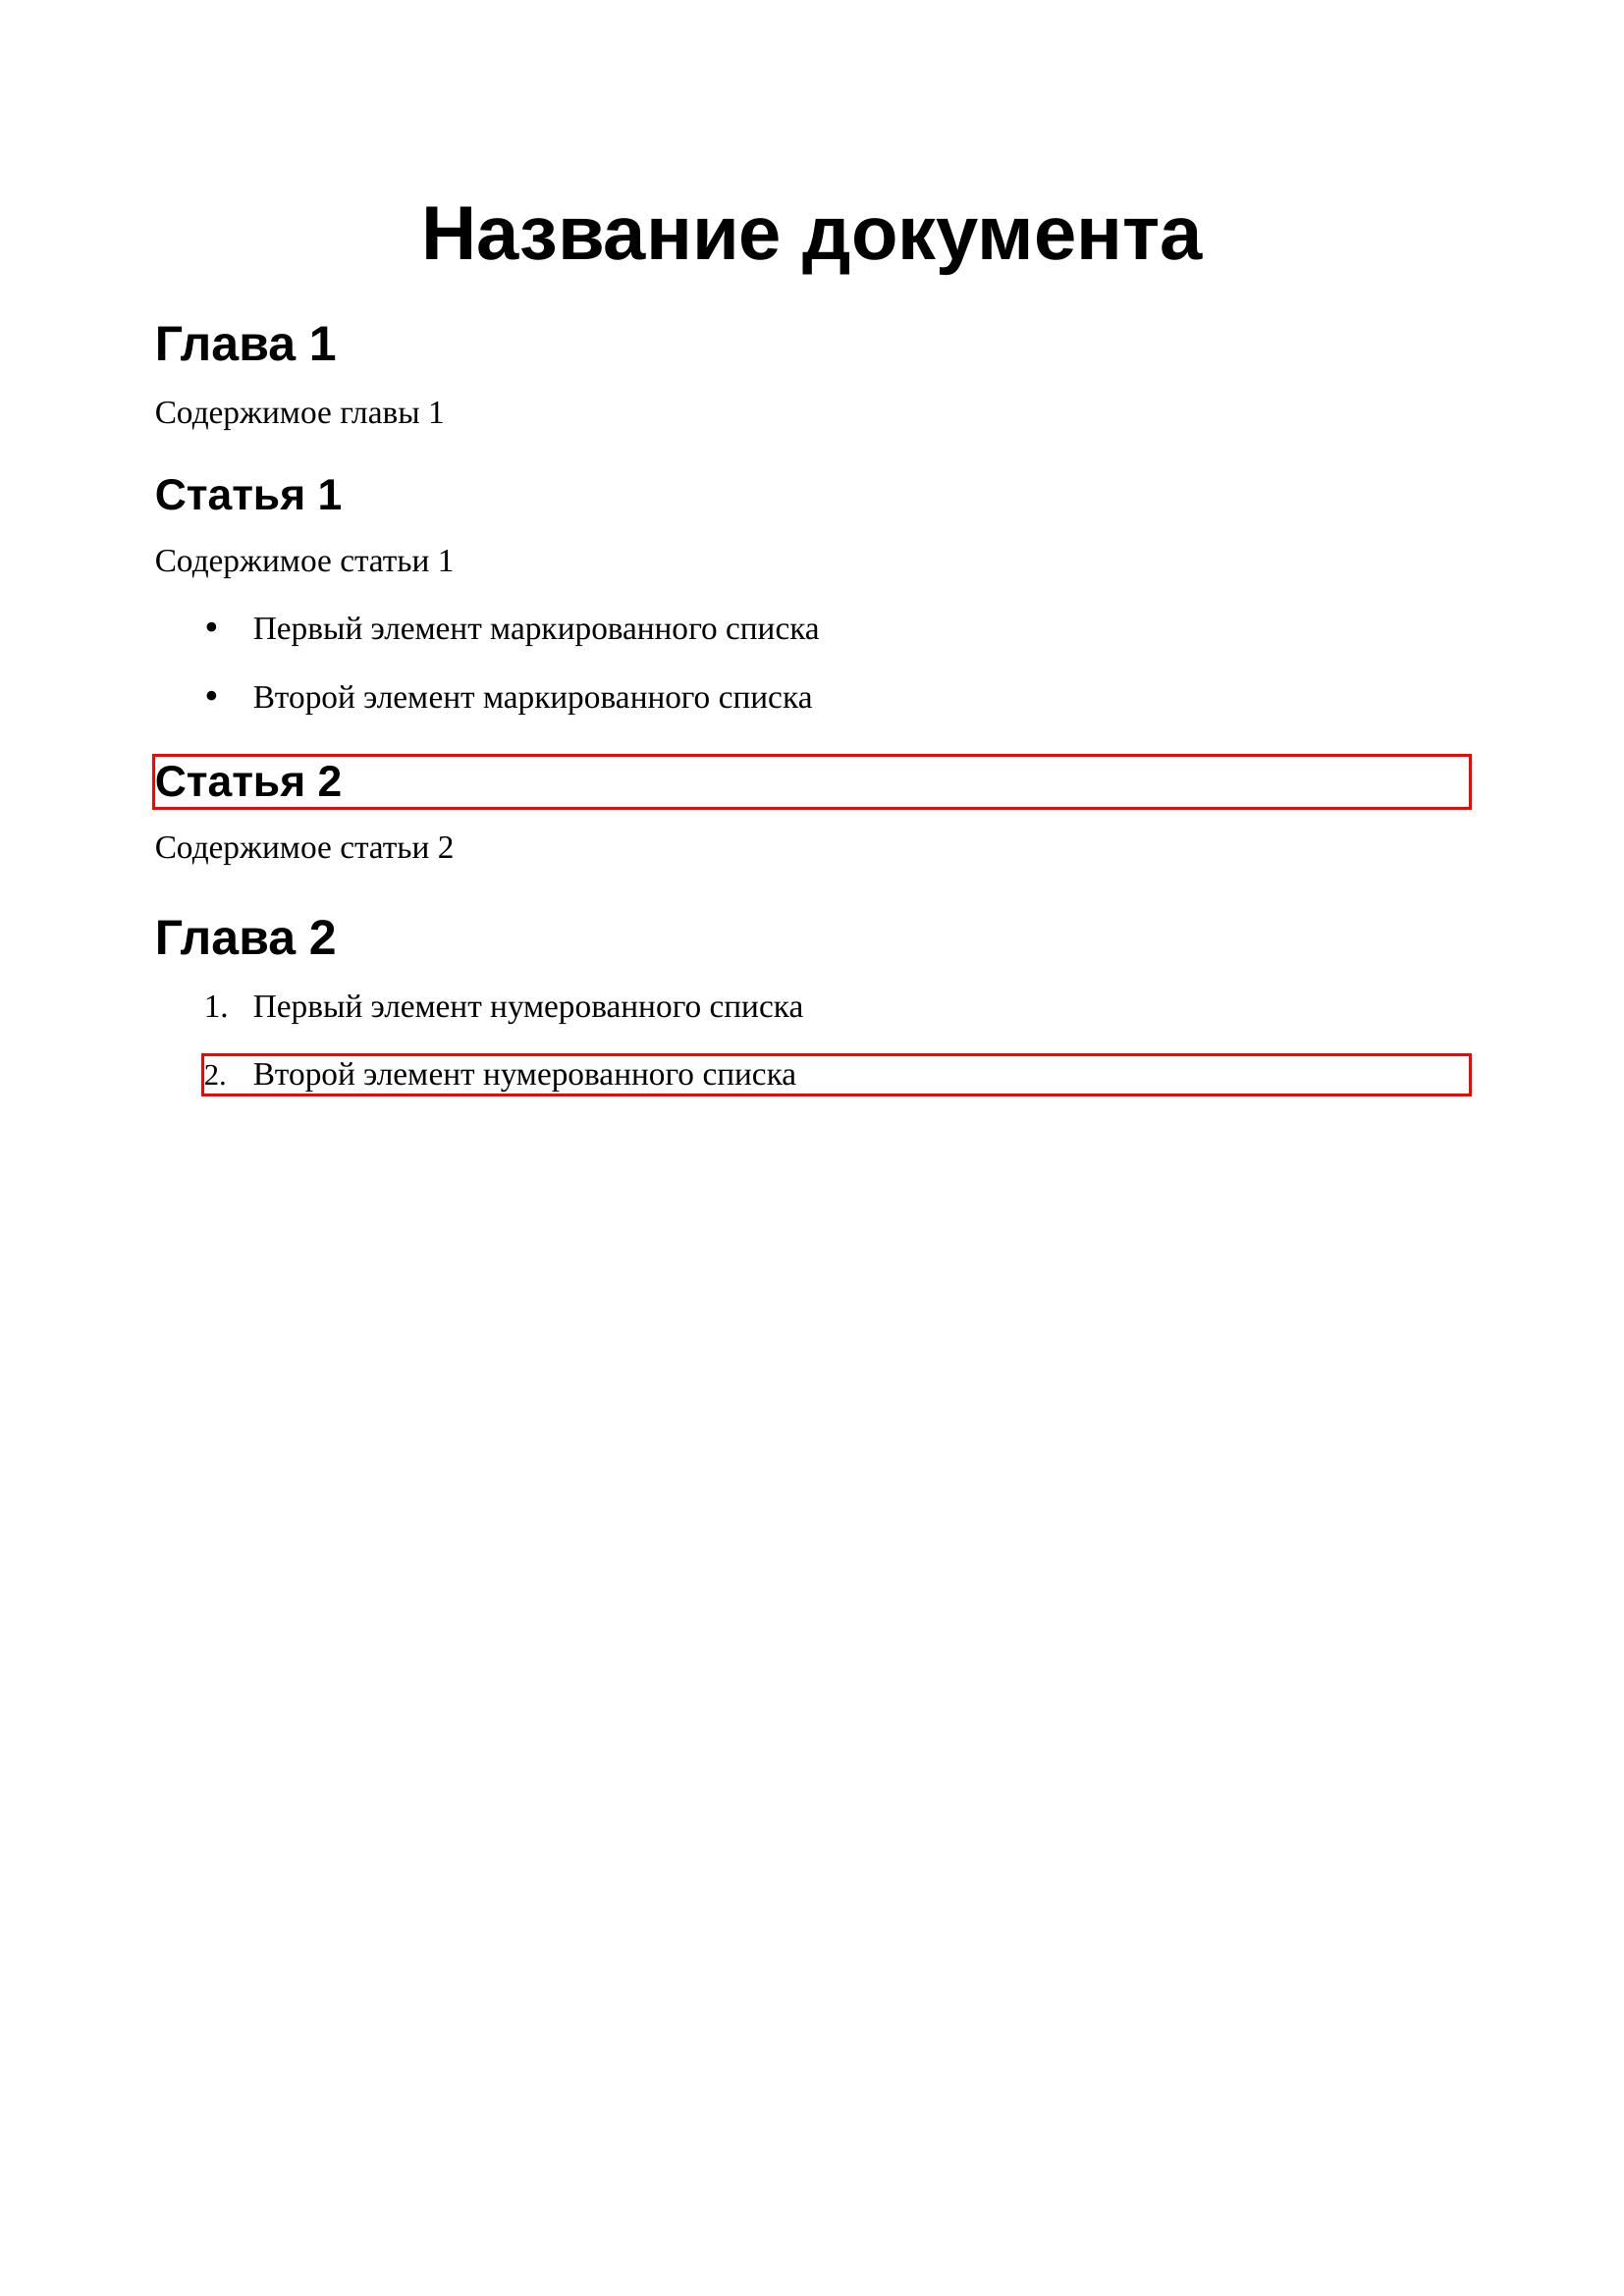 Название документа
Глава 1
Содержимое главы 1
Статья 1
Содержимое статьи 1
• Первый элемент маркированного списка
• Второй элемент маркированного списка
Статья 2
Содержимое статьи 2
Глава 2
1. Первый элемент нумерованного списка
2. Второй элемент нумерованного списка